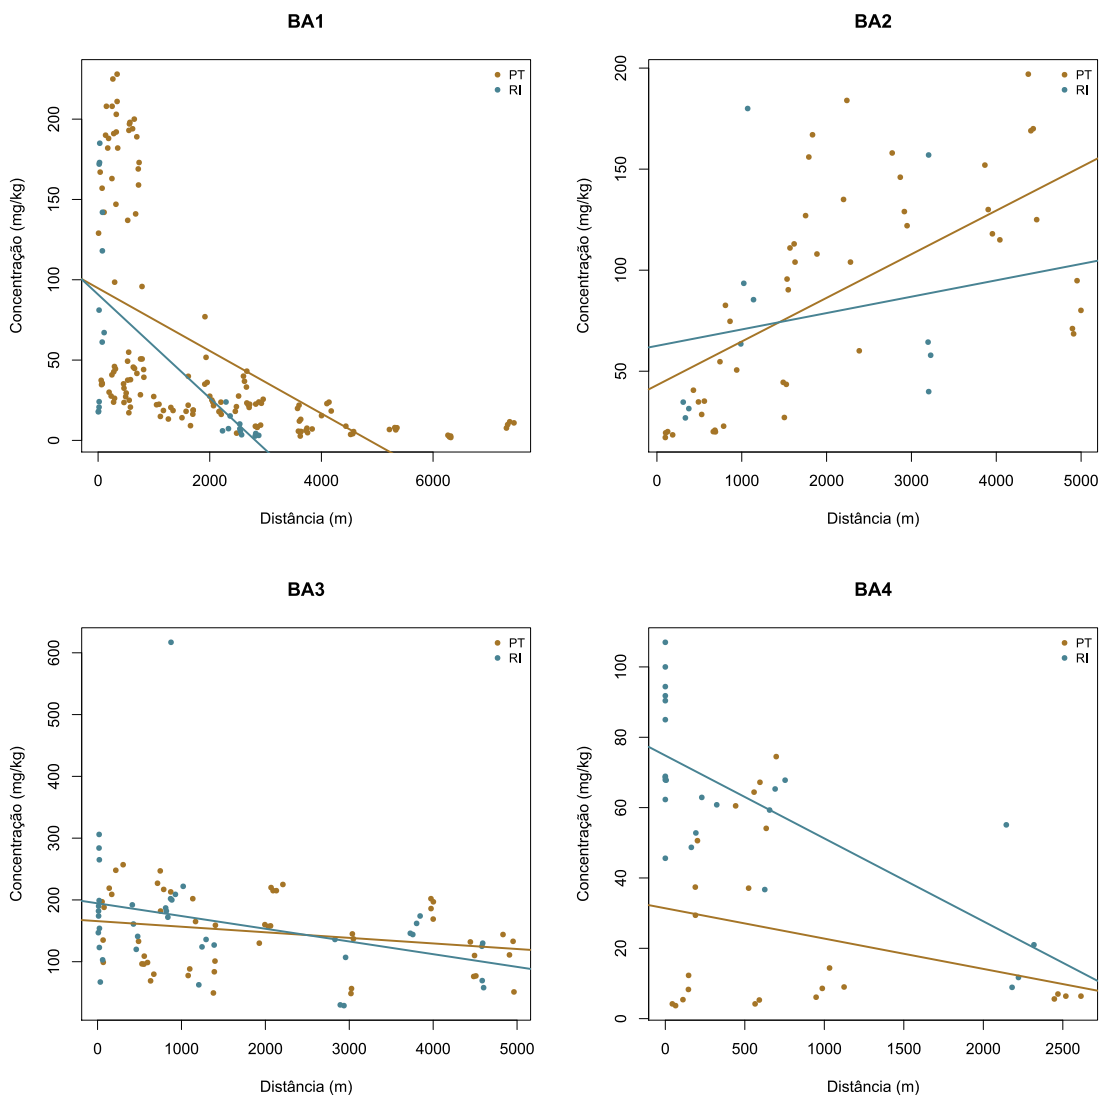 BA1
PT
RI
Concentração (mg/kg)
200
150
100
50
0
0 2000 4000 6000
Distância (m)
BA2
PT
RI
Concentração (mg/kg)
200
150
100
50
0 1000 2000 3000 4000 5000
Distância (m)
BA3
PT
RI
Concentração (mg/kg)
600
500
400
300
200
100
0 1000 2000 3000 4000 5000
Distância (m)
BA4
PT
RI
Concentração (mg/kg)
100
80
60
40
20
0
0 500 1000 1500 2000 2500
Distância (m)